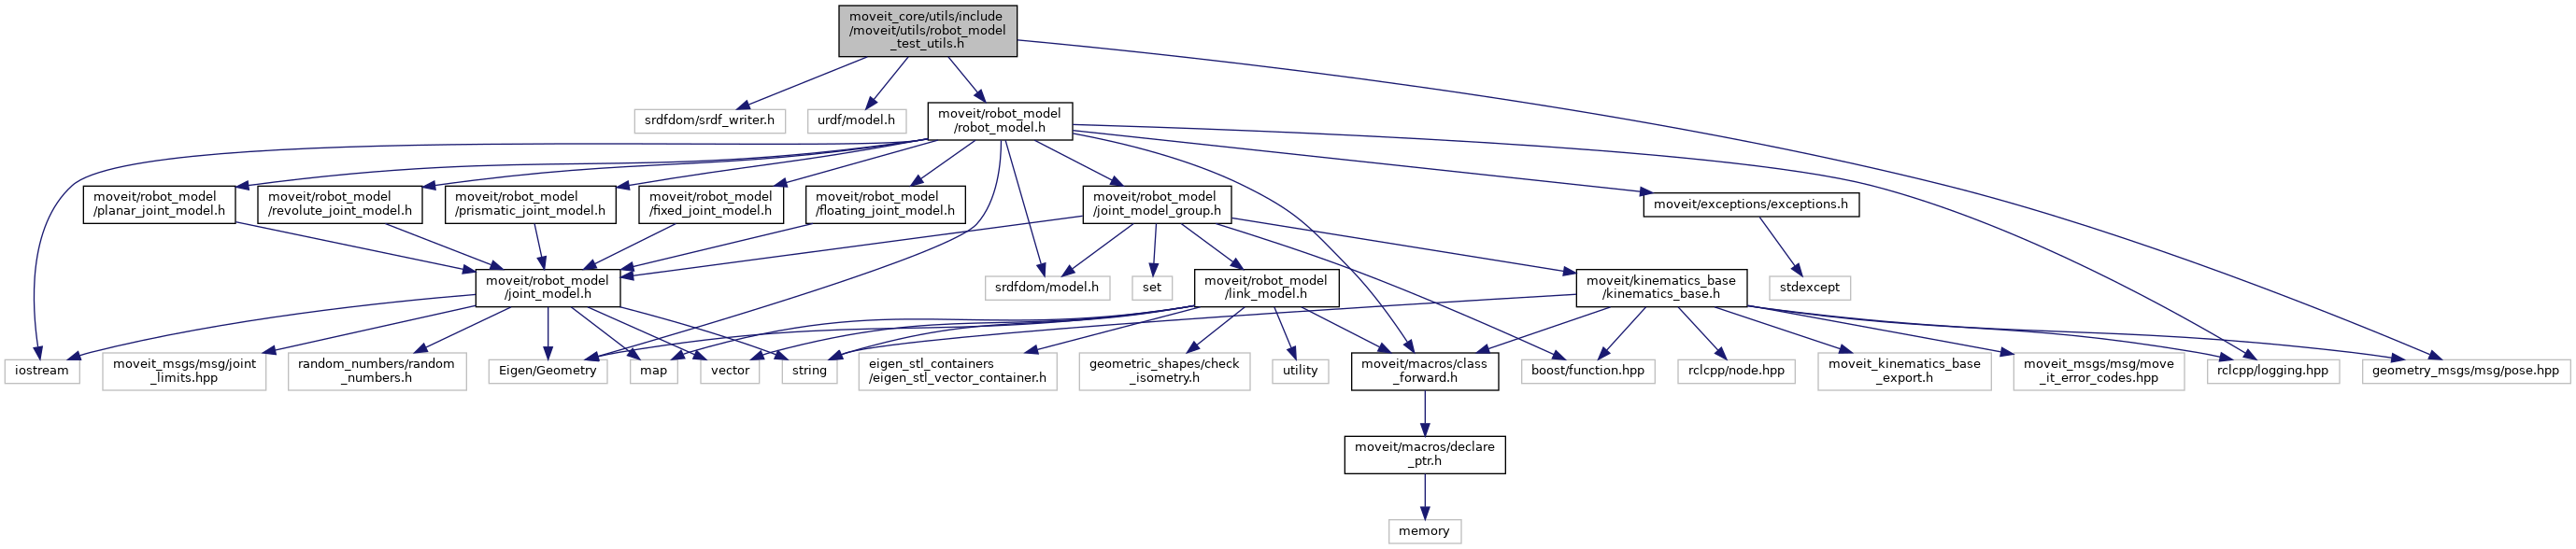 moveit_core/utils/include
/moveit/utils/robot_model
_test_utils.h
srdfdom/srdf_writer.h
urdf/model.h
moveit/robot_model
/robot_model.h
moveit/robot_model
/planar_joint_model.h
moveit/robot_model
/revolute_joint_model.h
moveit/robot_model
/prismatic_joint_model.h
moveit/robot_model
/fixed_joint_model.h
moveit/robot_model
/floating_joint_model.h
moveit/robot_model
/joint_model_group.h
moveit/exceptions/exceptions.h
moveit/robot_model
/joint_model.h
srdfdom/model.h
set
moveit/robot_model
/link_model.h
moveit/kinematics_base
/kinematics_base.h
stdexcept
iostream
moveit_msgs/msg/joint
_limits.hpp
random_numbers/random
_numbers.h
Eigen/Geometry
map
vector
string
eigen_stl_containers
/eigen_stl_vector_container.h
geometric_shapes/check
_isometry.h
utility
moveit/macros/class
_forward.h
boost/function.hpp
rclcpp/node.hpp
moveit_kinematics_base
_export.h
moveit_msgs/msg/move
_it_error_codes.hpp
rclcpp/logging.hpp
geometry_msgs/msg/pose.hpp
moveit/macros/declare
_ptr.h
memory